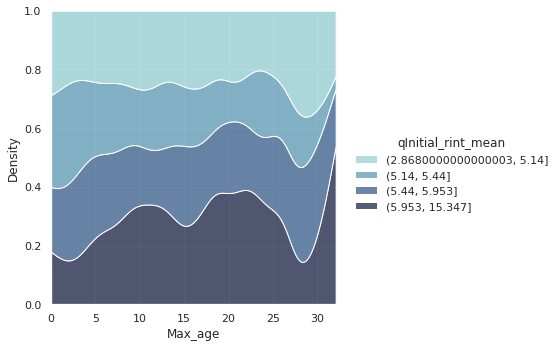 1.0
0.8
0.6
0.4
0.2
0.0
Density
0 5 10 15 20 25 30
Max_age
qInitial_rint_mean
(2.8680000000000003, 5.14]
(5.14, 5.44]
(5.44, 5.953]
(5.953, 15.347]